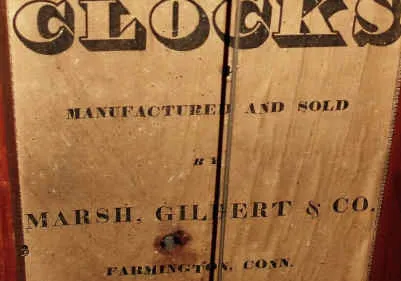 CLOCKS
MANUFACTURED AND SOLD
BY
MARSH, GILBERT & CO.
FARMINGTON, CONN.